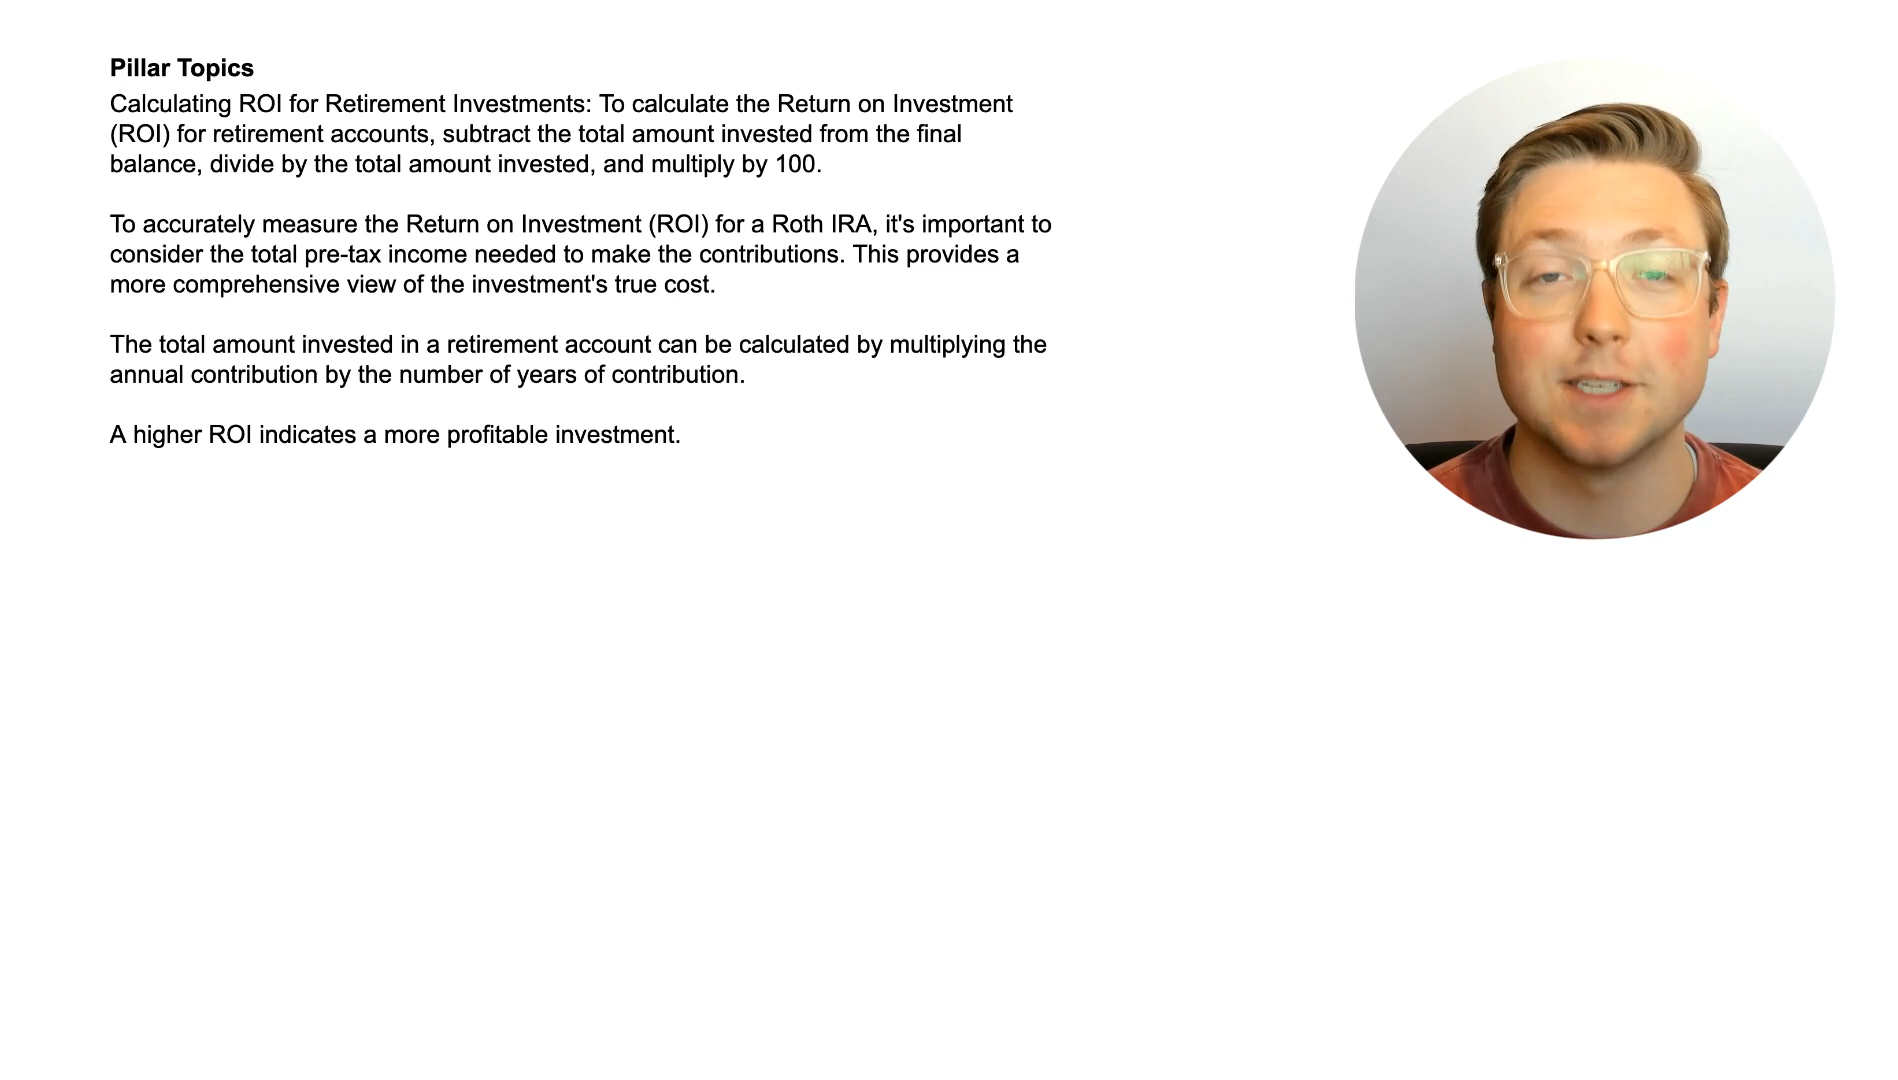 Pillar Topics
Calculating ROI for Retirement Investments: To calculate the Return on Investment
(ROI) for retirement accounts, subtract the total amount invested from the final
balance, divide by the total amount invested, and multiply by 100.
To accurately measure the Return on Investment (ROI) for a Roth IRA, it's important to
consider the total pre-tax income needed to make the contributions. This provides a
more comprehensive view of the investment's true cost.
The total amount invested in a retirement account can be calculated by multiplying the
annual contribution by the number of years of contribution.
A higher ROI indicates a more profitable investment.